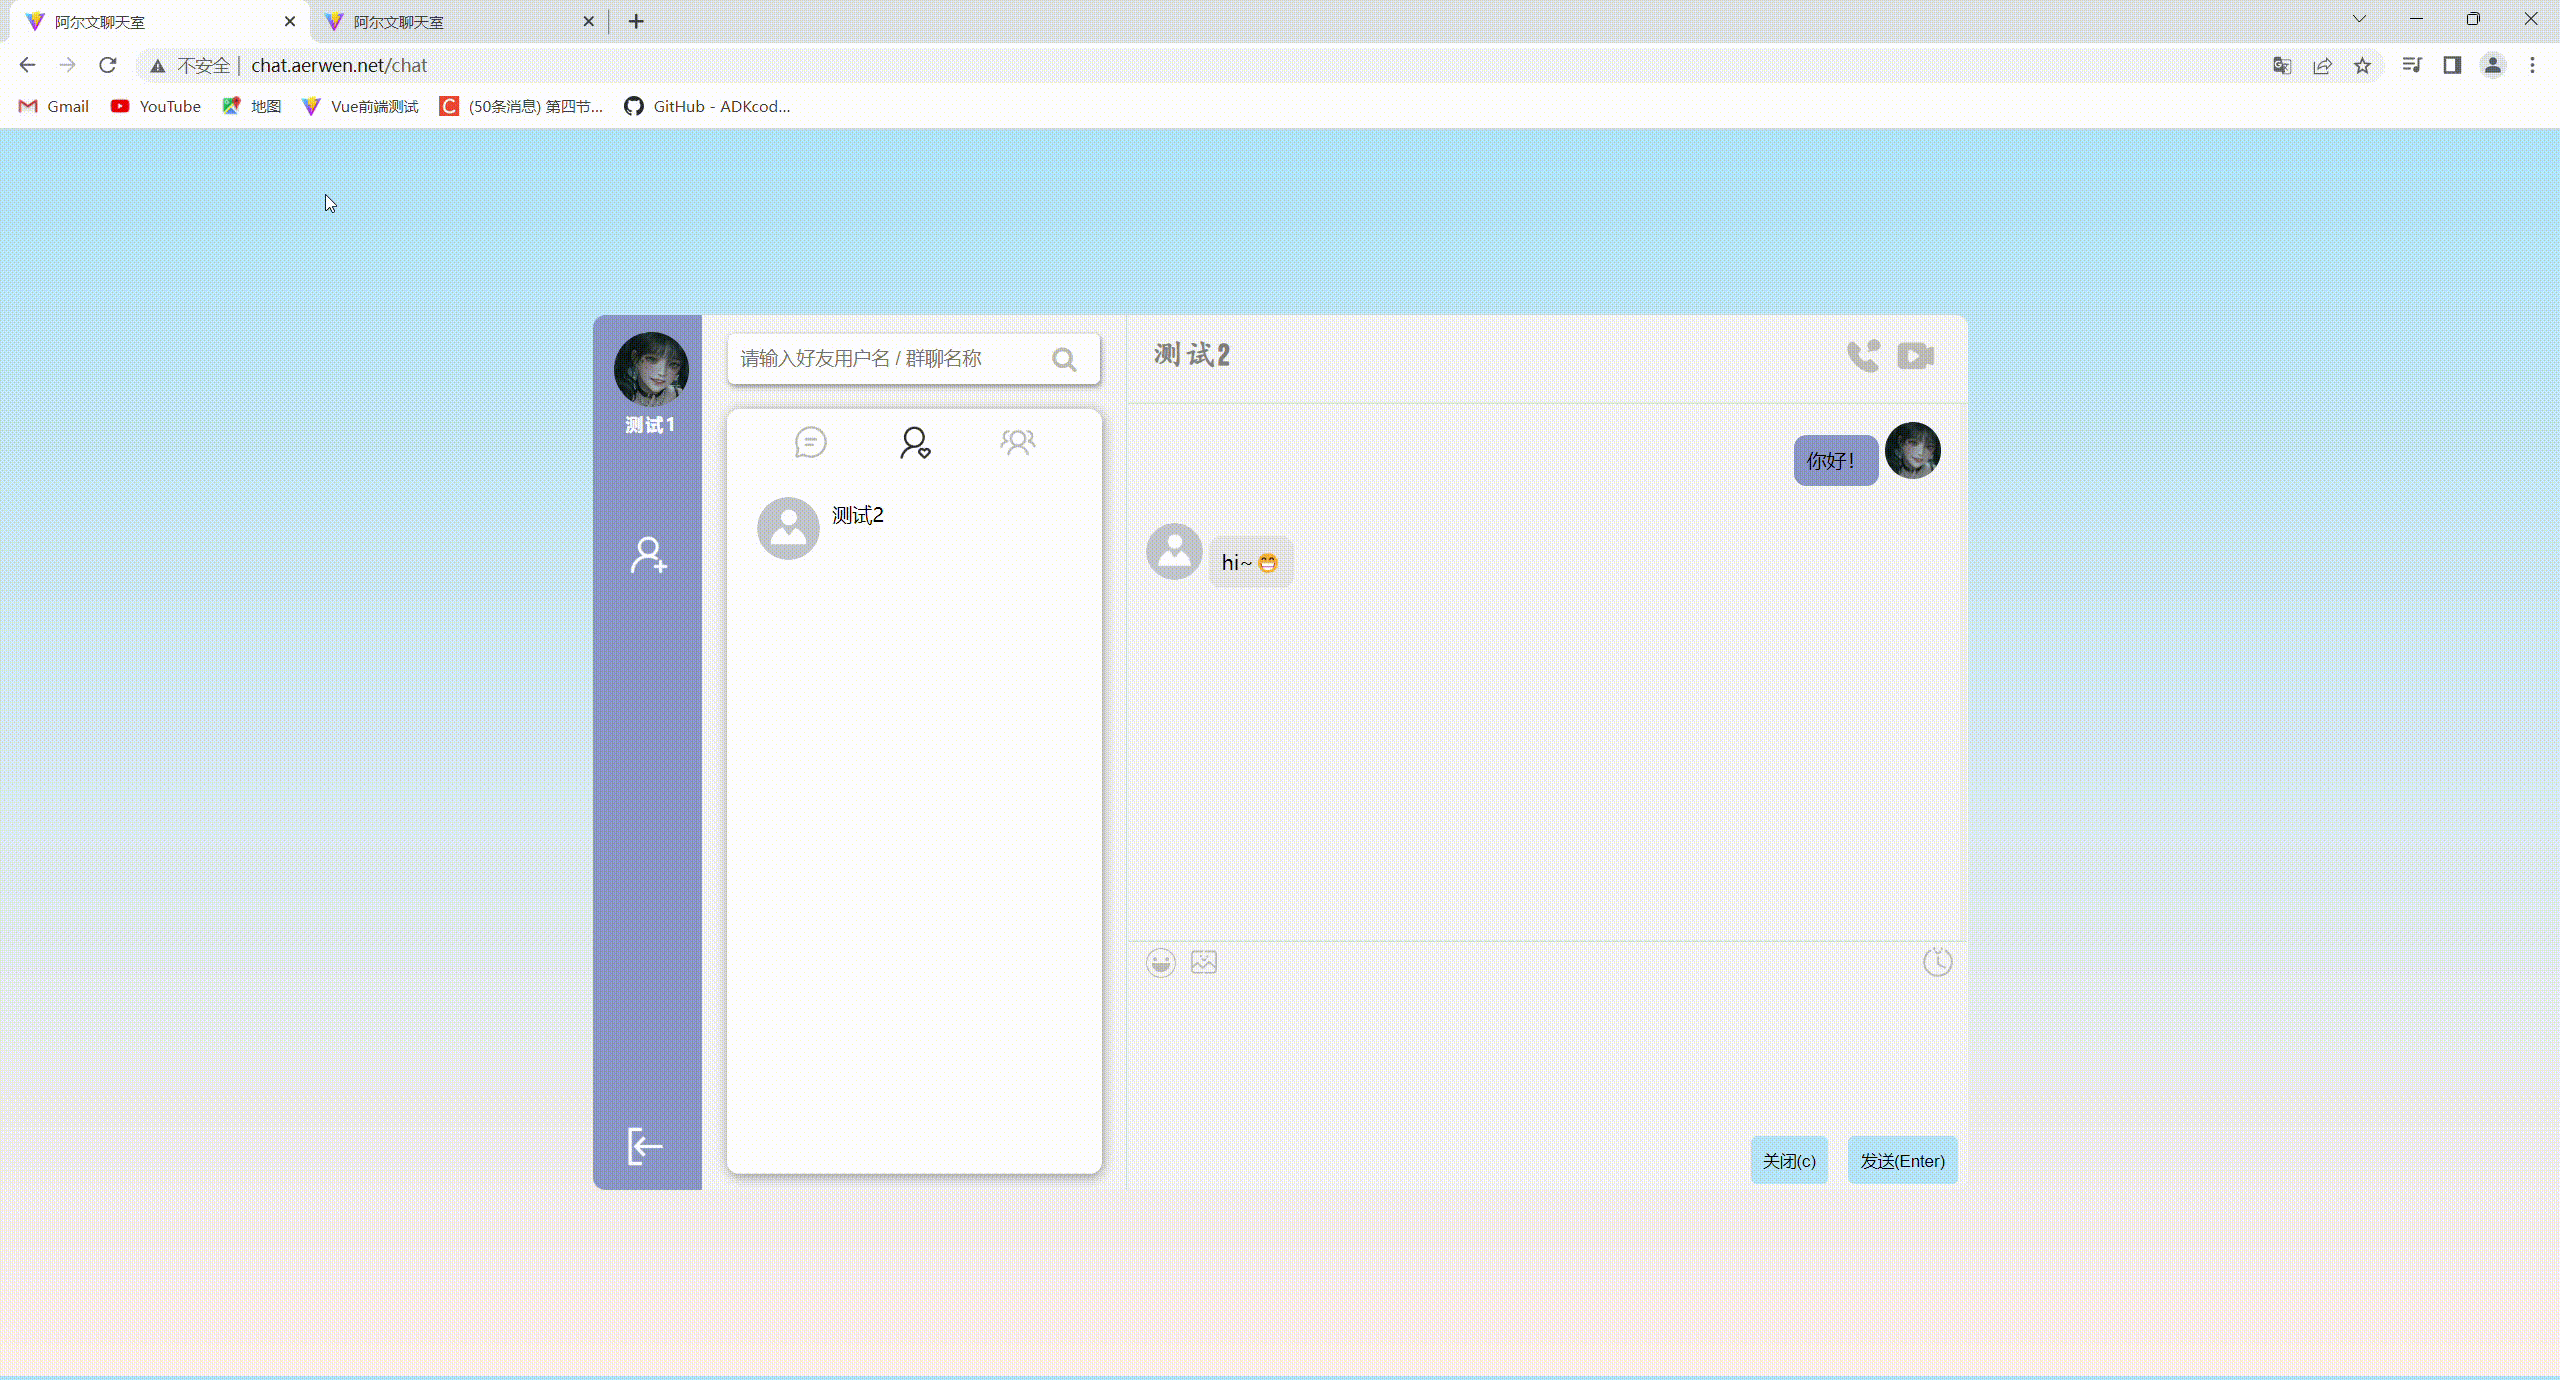 阿尔文聊天室
阿尔文聊天室
不安全 | chat.aerwen.net/chat
Gmail
YouTube
地图
Vue前端测试
(50条消息) 第四节...
GitHub - ADKcod...
测试1
请输入好友用户名 / 群聊名称
测试2
测试2
你好！
hi~😁
关闭(c)
发送(Enter)